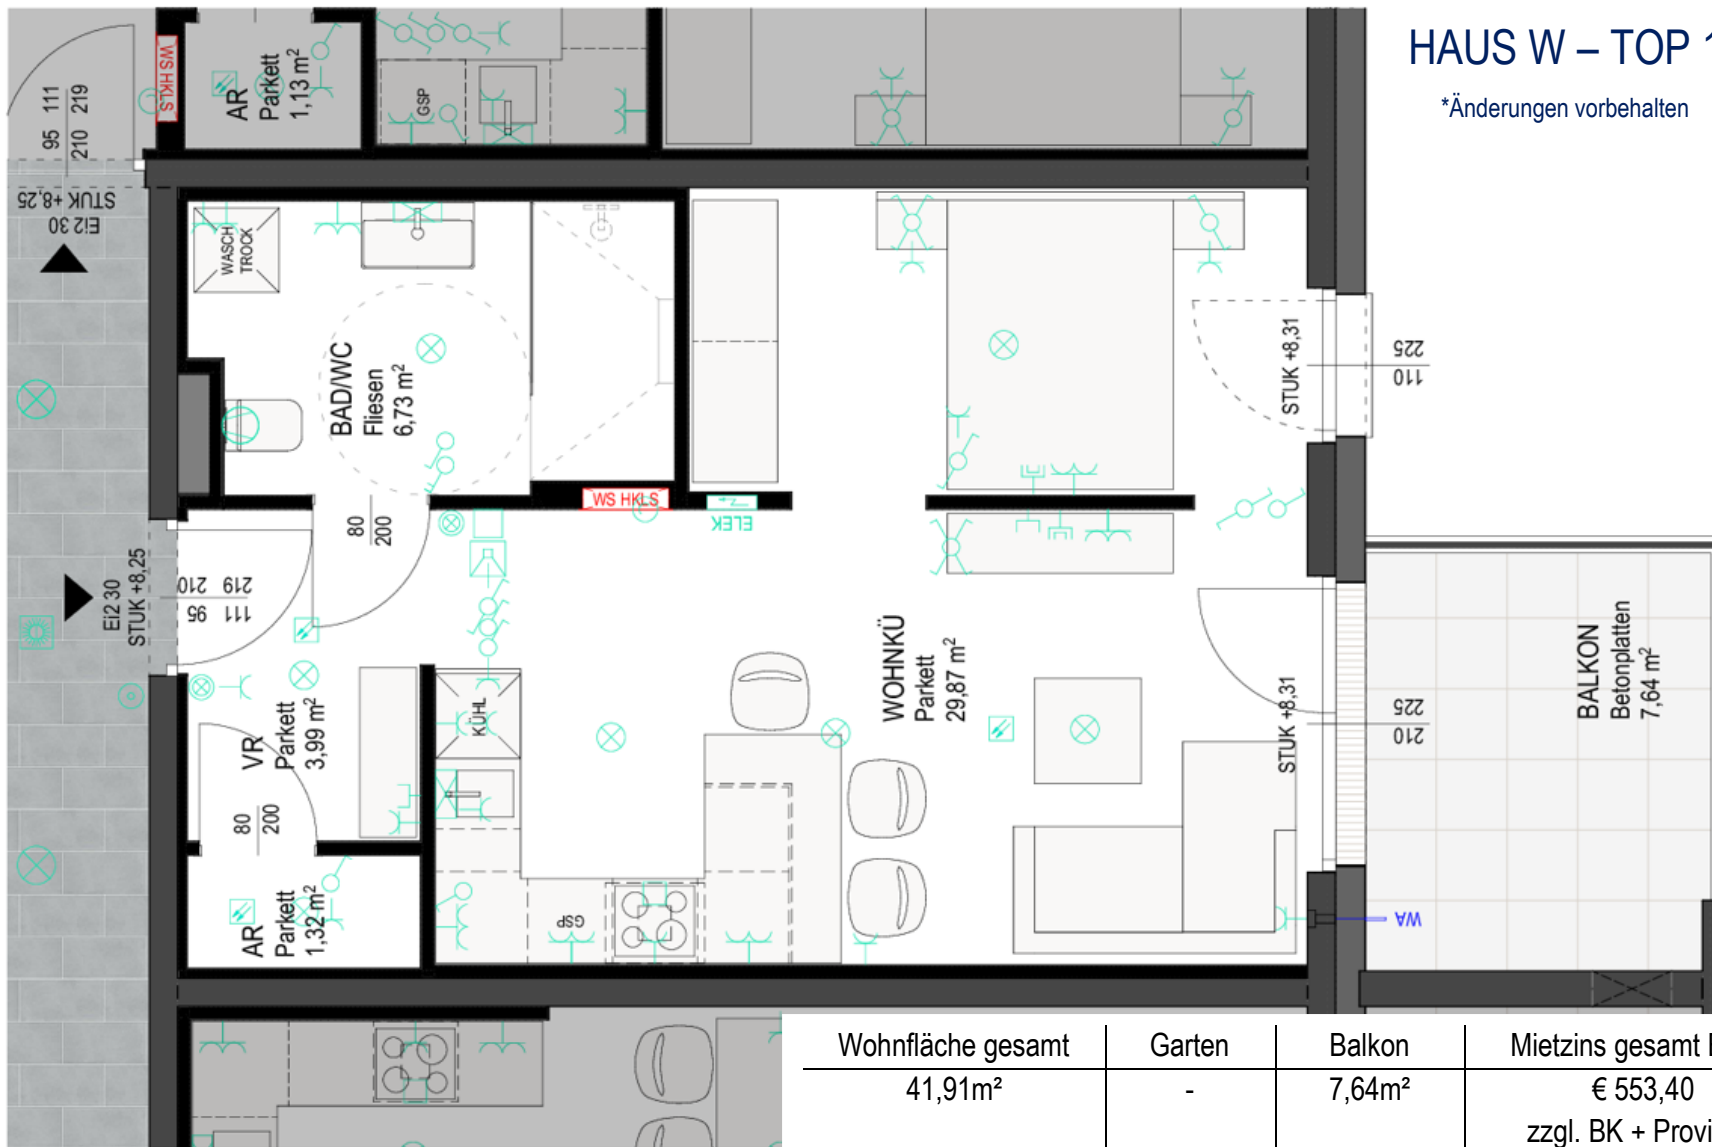 HAUS W – TOP 1
*Änderungen vorbehalten
WS HKLS
AR
Parkett
1,13 m²
GSP
95 111
210 219
STUK +8,25
Ei2 30
WASCH
TROCK
BAD/WC
Fliesen
6,73 m²
80
200
WS HKLS
ELEK
STUK +8,31
225
110
Ei2 30
STUK +8,25
210 219
95 111
VR
Parkett
3,99 m²
80
200
AR
Parkett
1,32 m²
KÜHL
GSP
WOHNKÜ
Parkett
29,87 m²
STUK +8,31
225
210
WA
BALKON
Betonplatten
7,64 m²
Wohnfläche gesamt Garten Balkon Mietzins gesamt
41,91m² - 7,64m² € 553,40
zzgl. BK + Provi